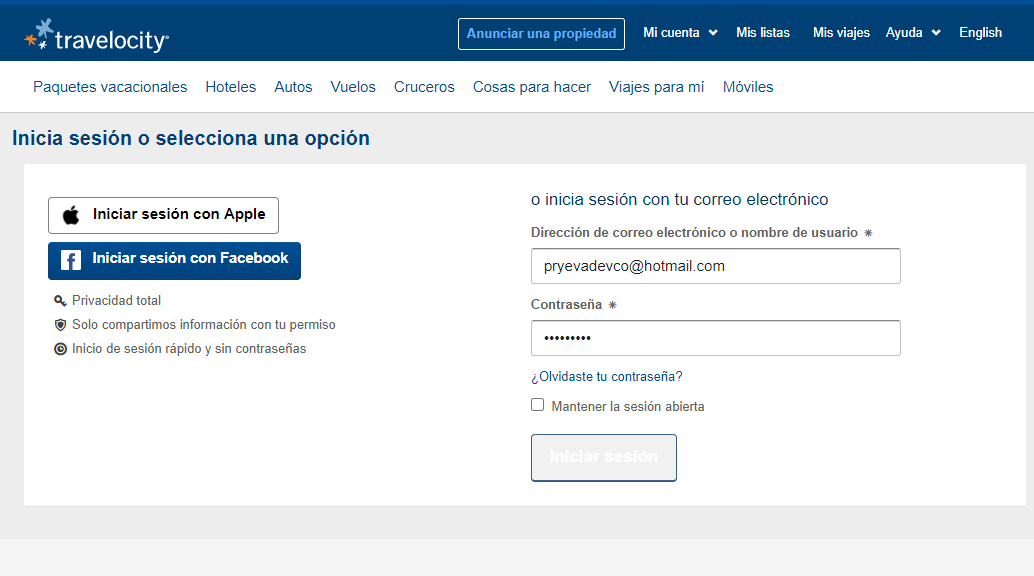 travelocity
Anunciar una propiedad Mi cuenta Mis listas Mis viajes Ayuda English
Paquetes vacacionales Hoteles Autos Vuelos Cruceros Cosas para hacer Viajes para mí Móviles
Inicia sesión o selecciona una opción
Iniciar sesión con Apple
Iniciar sesión con Facebook
Privacidad total
Solo compartimos información con tu permiso
Inicio de sesión rápido y sin contraseñas
o inicia sesión con tu correo electrónico
Dirección de correo electrónico o nombre de usuario *
pryevadevco@hotmail.com
Contraseña *
•••••••••
¿Olvidaste tu contraseña?
Mantener la sesión abierta
Iniciar sesión